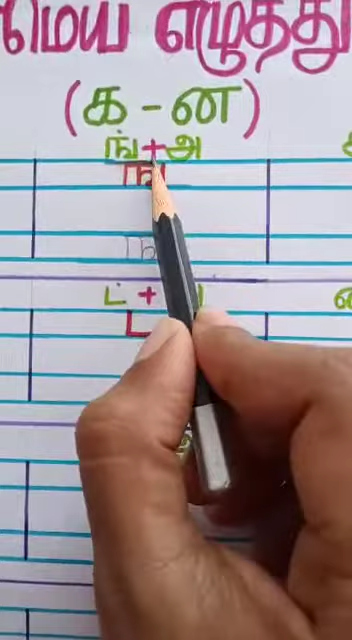 எழுத்து
(க - ன)
ங் + அ
ங
ங
ட் + அ
ட